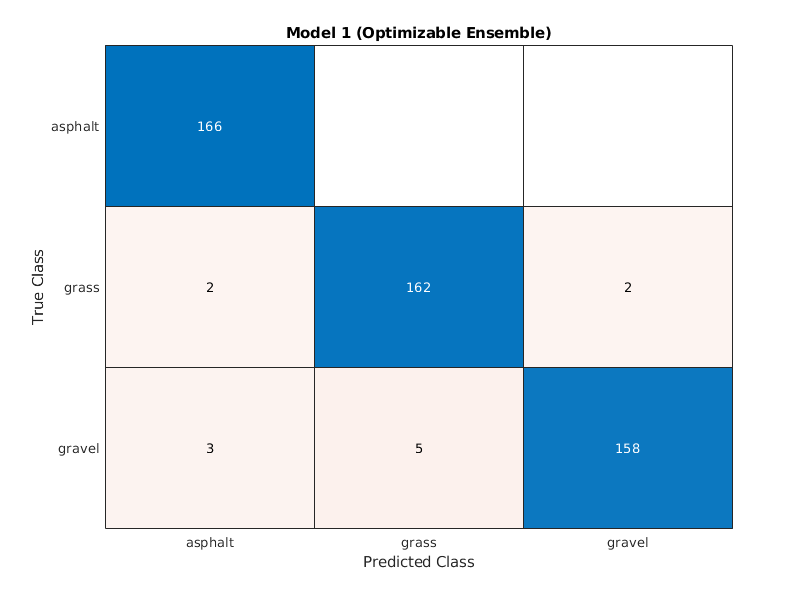 Model 1 (Optimizable Ensemble)
True Class
asphalt
166
grass
2
162
2
gravel
3
5
158
asphalt
grass
gravel
Predicted Class